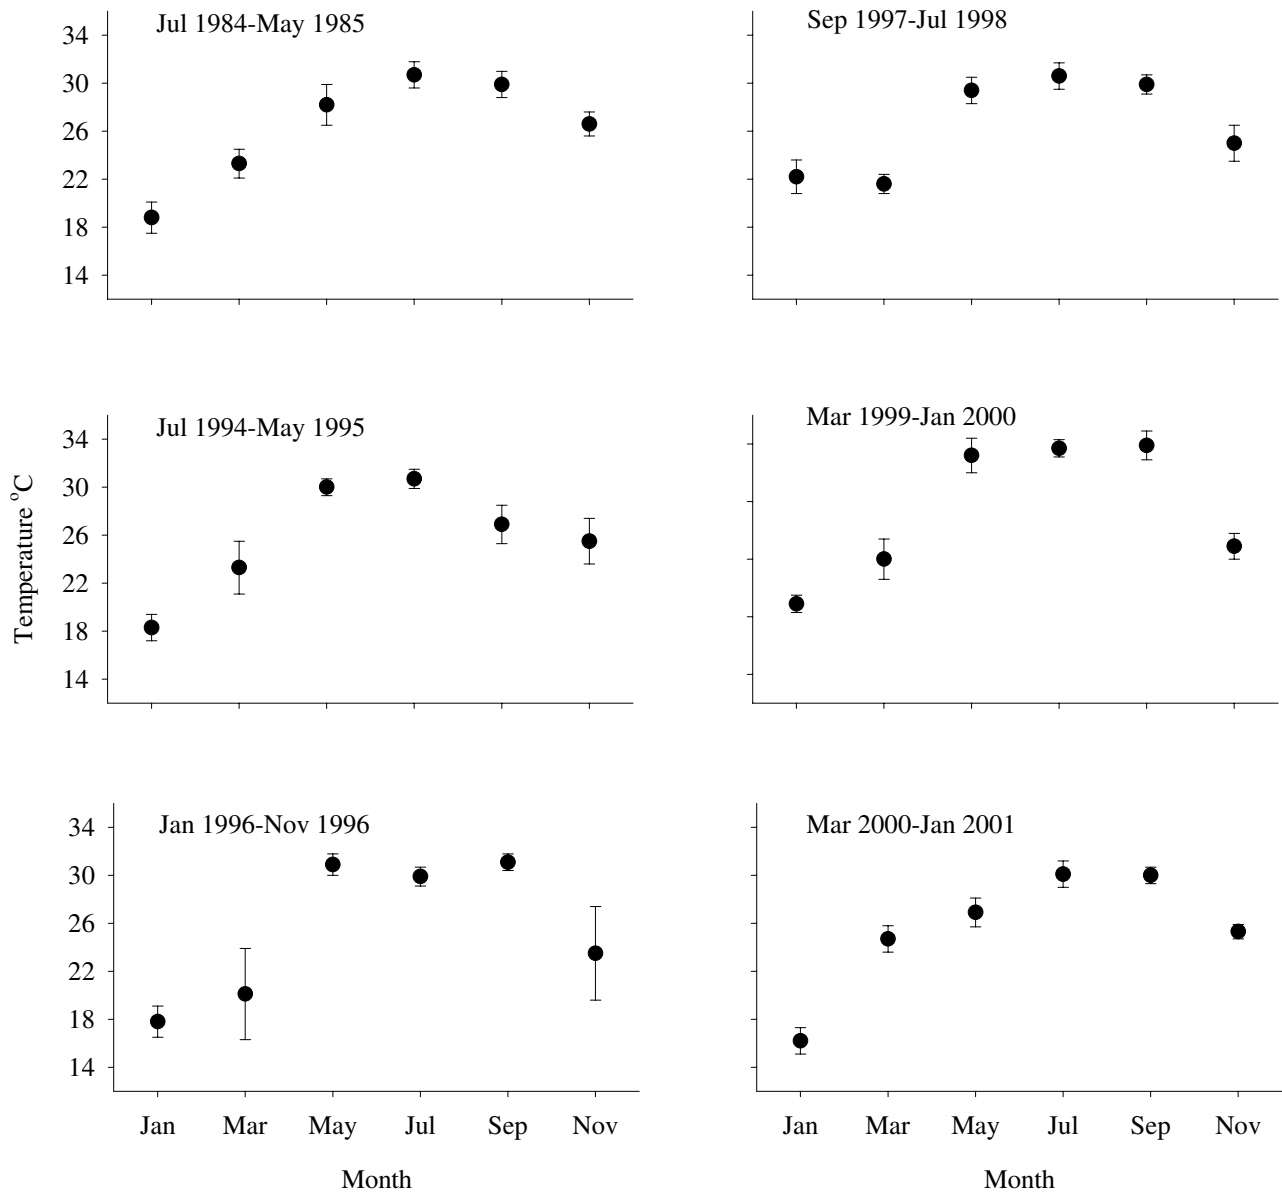 Jul 1984-May 1985
34
30
26
22
18
14
Sep 1997-Jul 1998
Jul 1994-May 1995
34
30
26
22
18
14
Mar 1999-Jan 2000
Temperature °C
Jan 1996-Nov 1996
34
30
26
22
18
14
Jan Mar May Jul Sep Nov
Month
Mar 2000-Jan 2001
Jan Mar May Jul Sep Nov
Month